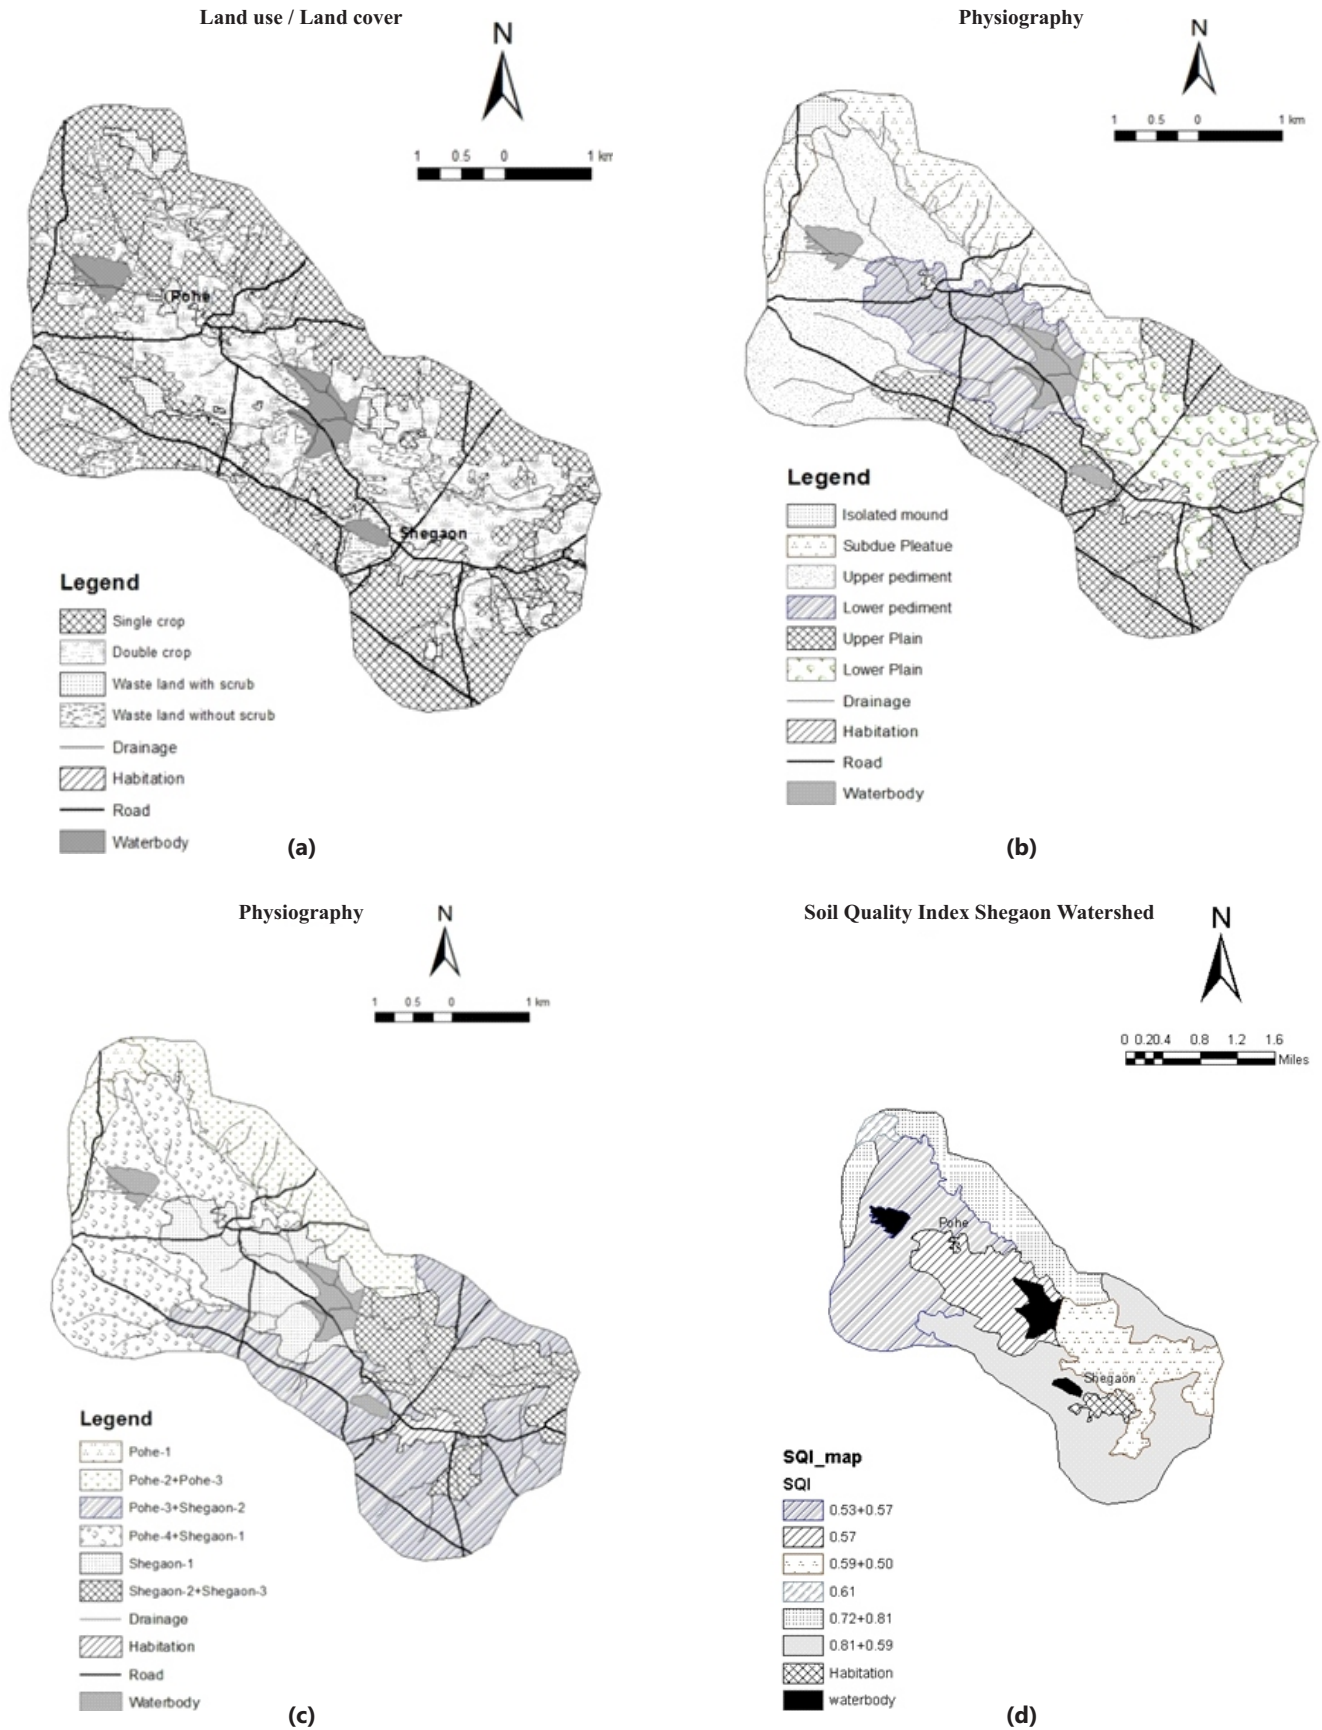 Land use / Land cover
N
1 0.5 0 1 km
Pohe
Shegaon
Legend
Single crop
Double crop
Waste land with scrub
Waste land without scrub
Drainage
Habitation
Road
Waterbody
(a)
Physiography
N
1 0.5 0 1 km
Legend
Isolated mound
Subdue Pleatue
Upper pediment
Lower pediment
Upper Plain
Lower Plain
Drainage
Habitation
Road
Waterbody
(b)
Physiography
N
1 0.5 0 1 km
Legend
Pohe-1
Pohe-2+Pohe-3
Pohe-3+Shegaon-2
Pohe-4+Shegaon-1
Shegaon-1
Shegaon-2+Shegaon-3
Drainage
Habitation
Road
Waterbody
(c)
Soil Quality Index Shegaon Watershed
N
0 0.20.4 0.8 1.2 1.6
Miles
Pohe
Shegaon
SQI_map
SQI
0.53+0.57
0.57
0.59+0.50
0.61
0.72+0.81
0.81+0.59
Habitation
waterbody
(d)